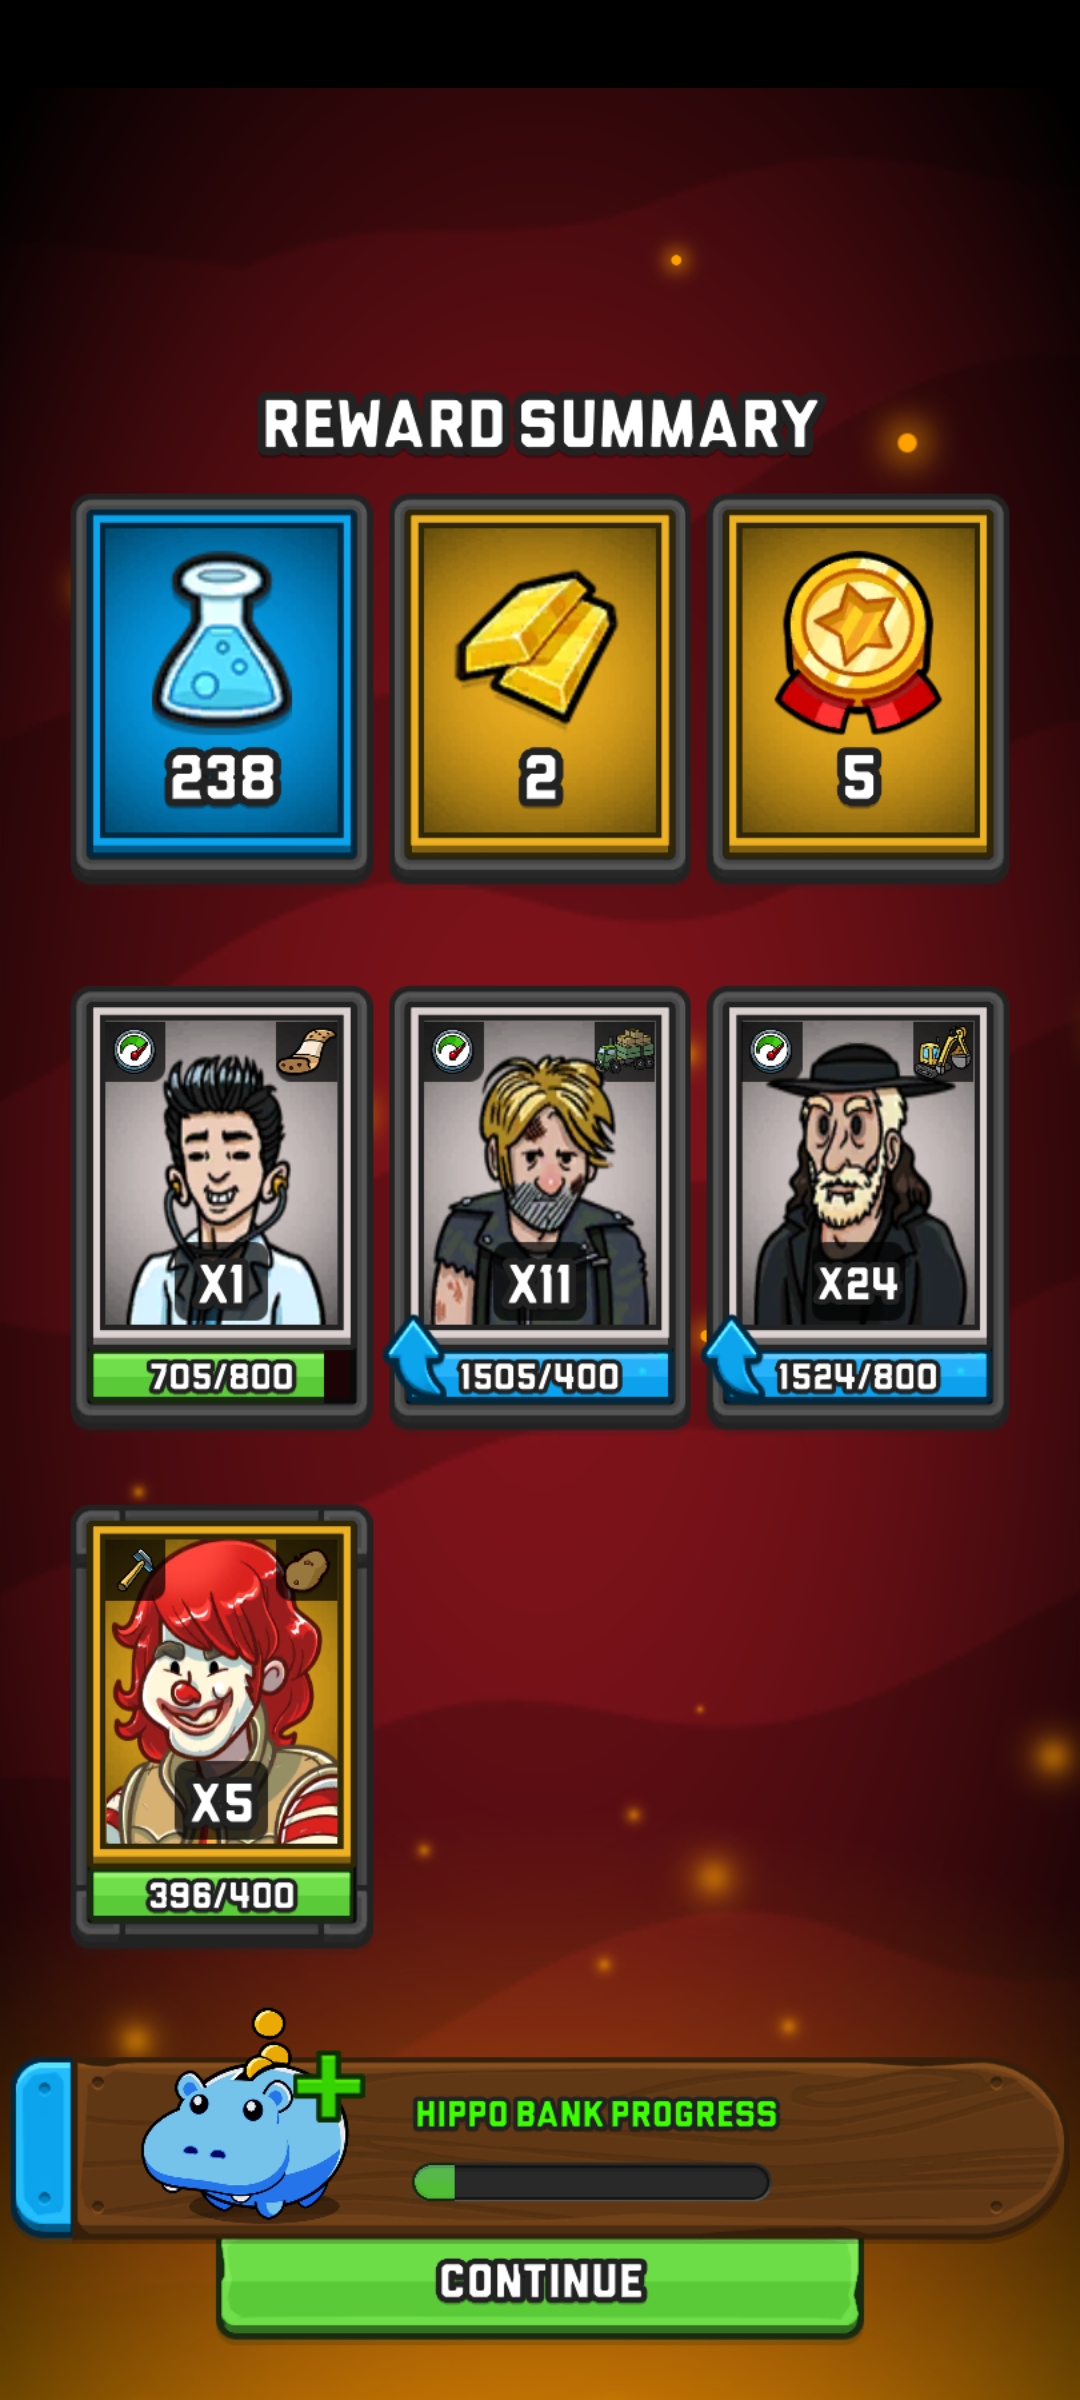 REWARD SUMMARY
238
2
5
X1
X11
X24
705/800
1505/400
1524/800
X5
396/400
HIPPO BANK PROGRESS
CONTINUE